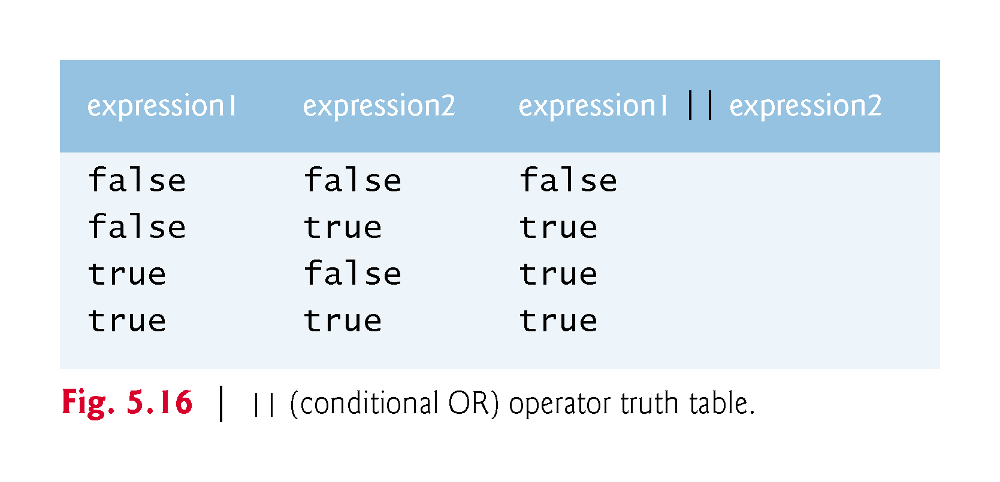 expression1 expression2 expression1 || expression2
false false false
false true true
true false true
true true true
Fig. 5.16 | || (conditional OR) operator truth table.